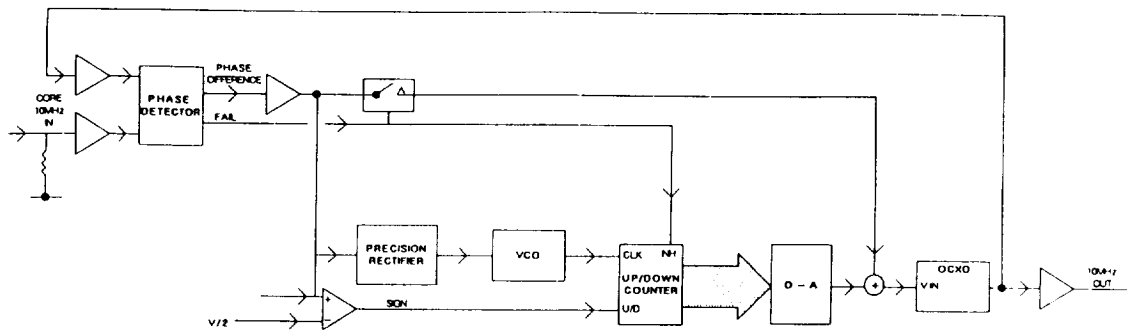 PHASE
DIFFERENCE
CORE
10MHz
IN
PHASE
DETECTOR
FAIL
PRECISION
RECTIFIER
VCO
CLK
INH
UP/DOWN
COUNTER
U/D
D-A
OCXO
V IN
10MHz
OUT
+
+
-
SIGN
V/2